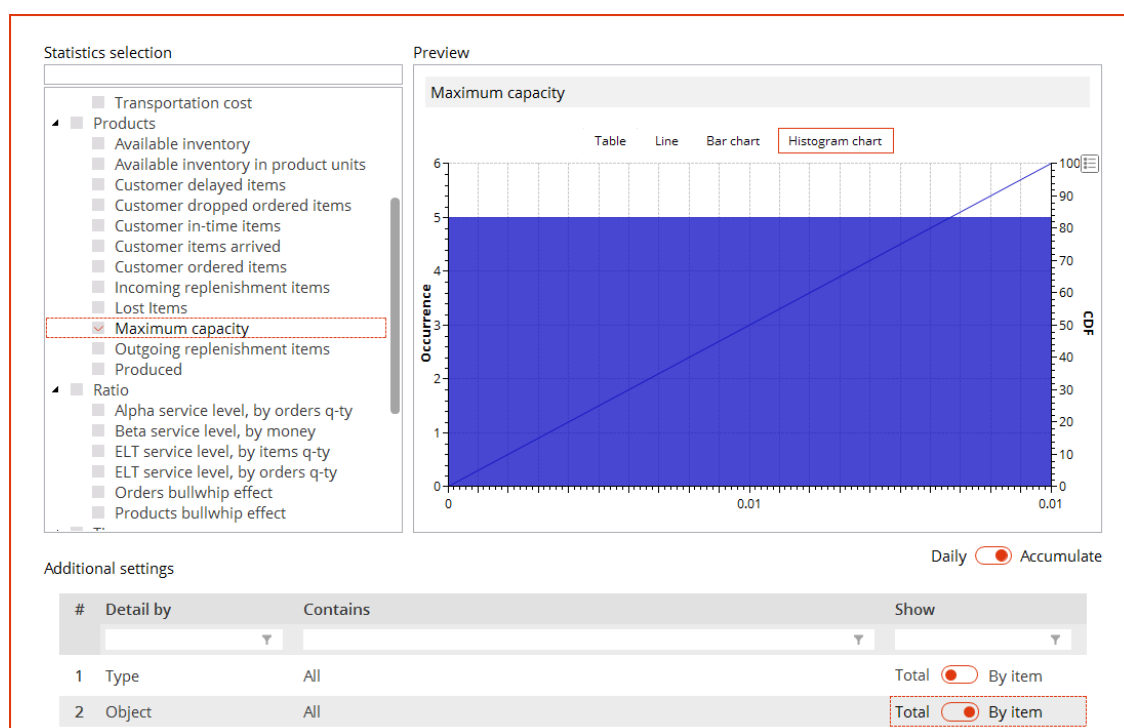 Statistics selection
Transportation cost
Products
Available inventory
Available inventory in product units
Customer delayed items
Customer dropped ordered items
Customer in-time items
Customer items arrived
Customer ordered items
Incoming replenishment items
Lost Items
Maximum capacity
Outgoing replenishment items
Produced
Ratio
Alpha service level, by orders q-ty
Beta service level, by money
ELT service level, by items q-ty
ELT service level, by orders q-ty
Orders bullwhip effect
Products bullwhip effect
Preview
Maximum capacity
Table Line Bar chart Histogram chart
6
5
4
3
2
1
0
Occurrence
100
90
80
70
60
50
40
30
20
10
0
CDF
0 0.01 0.01
Daily Accumulate
Additional settings
# Detail by Contains Show
1 Type All Total By item
2 Object All Total By item